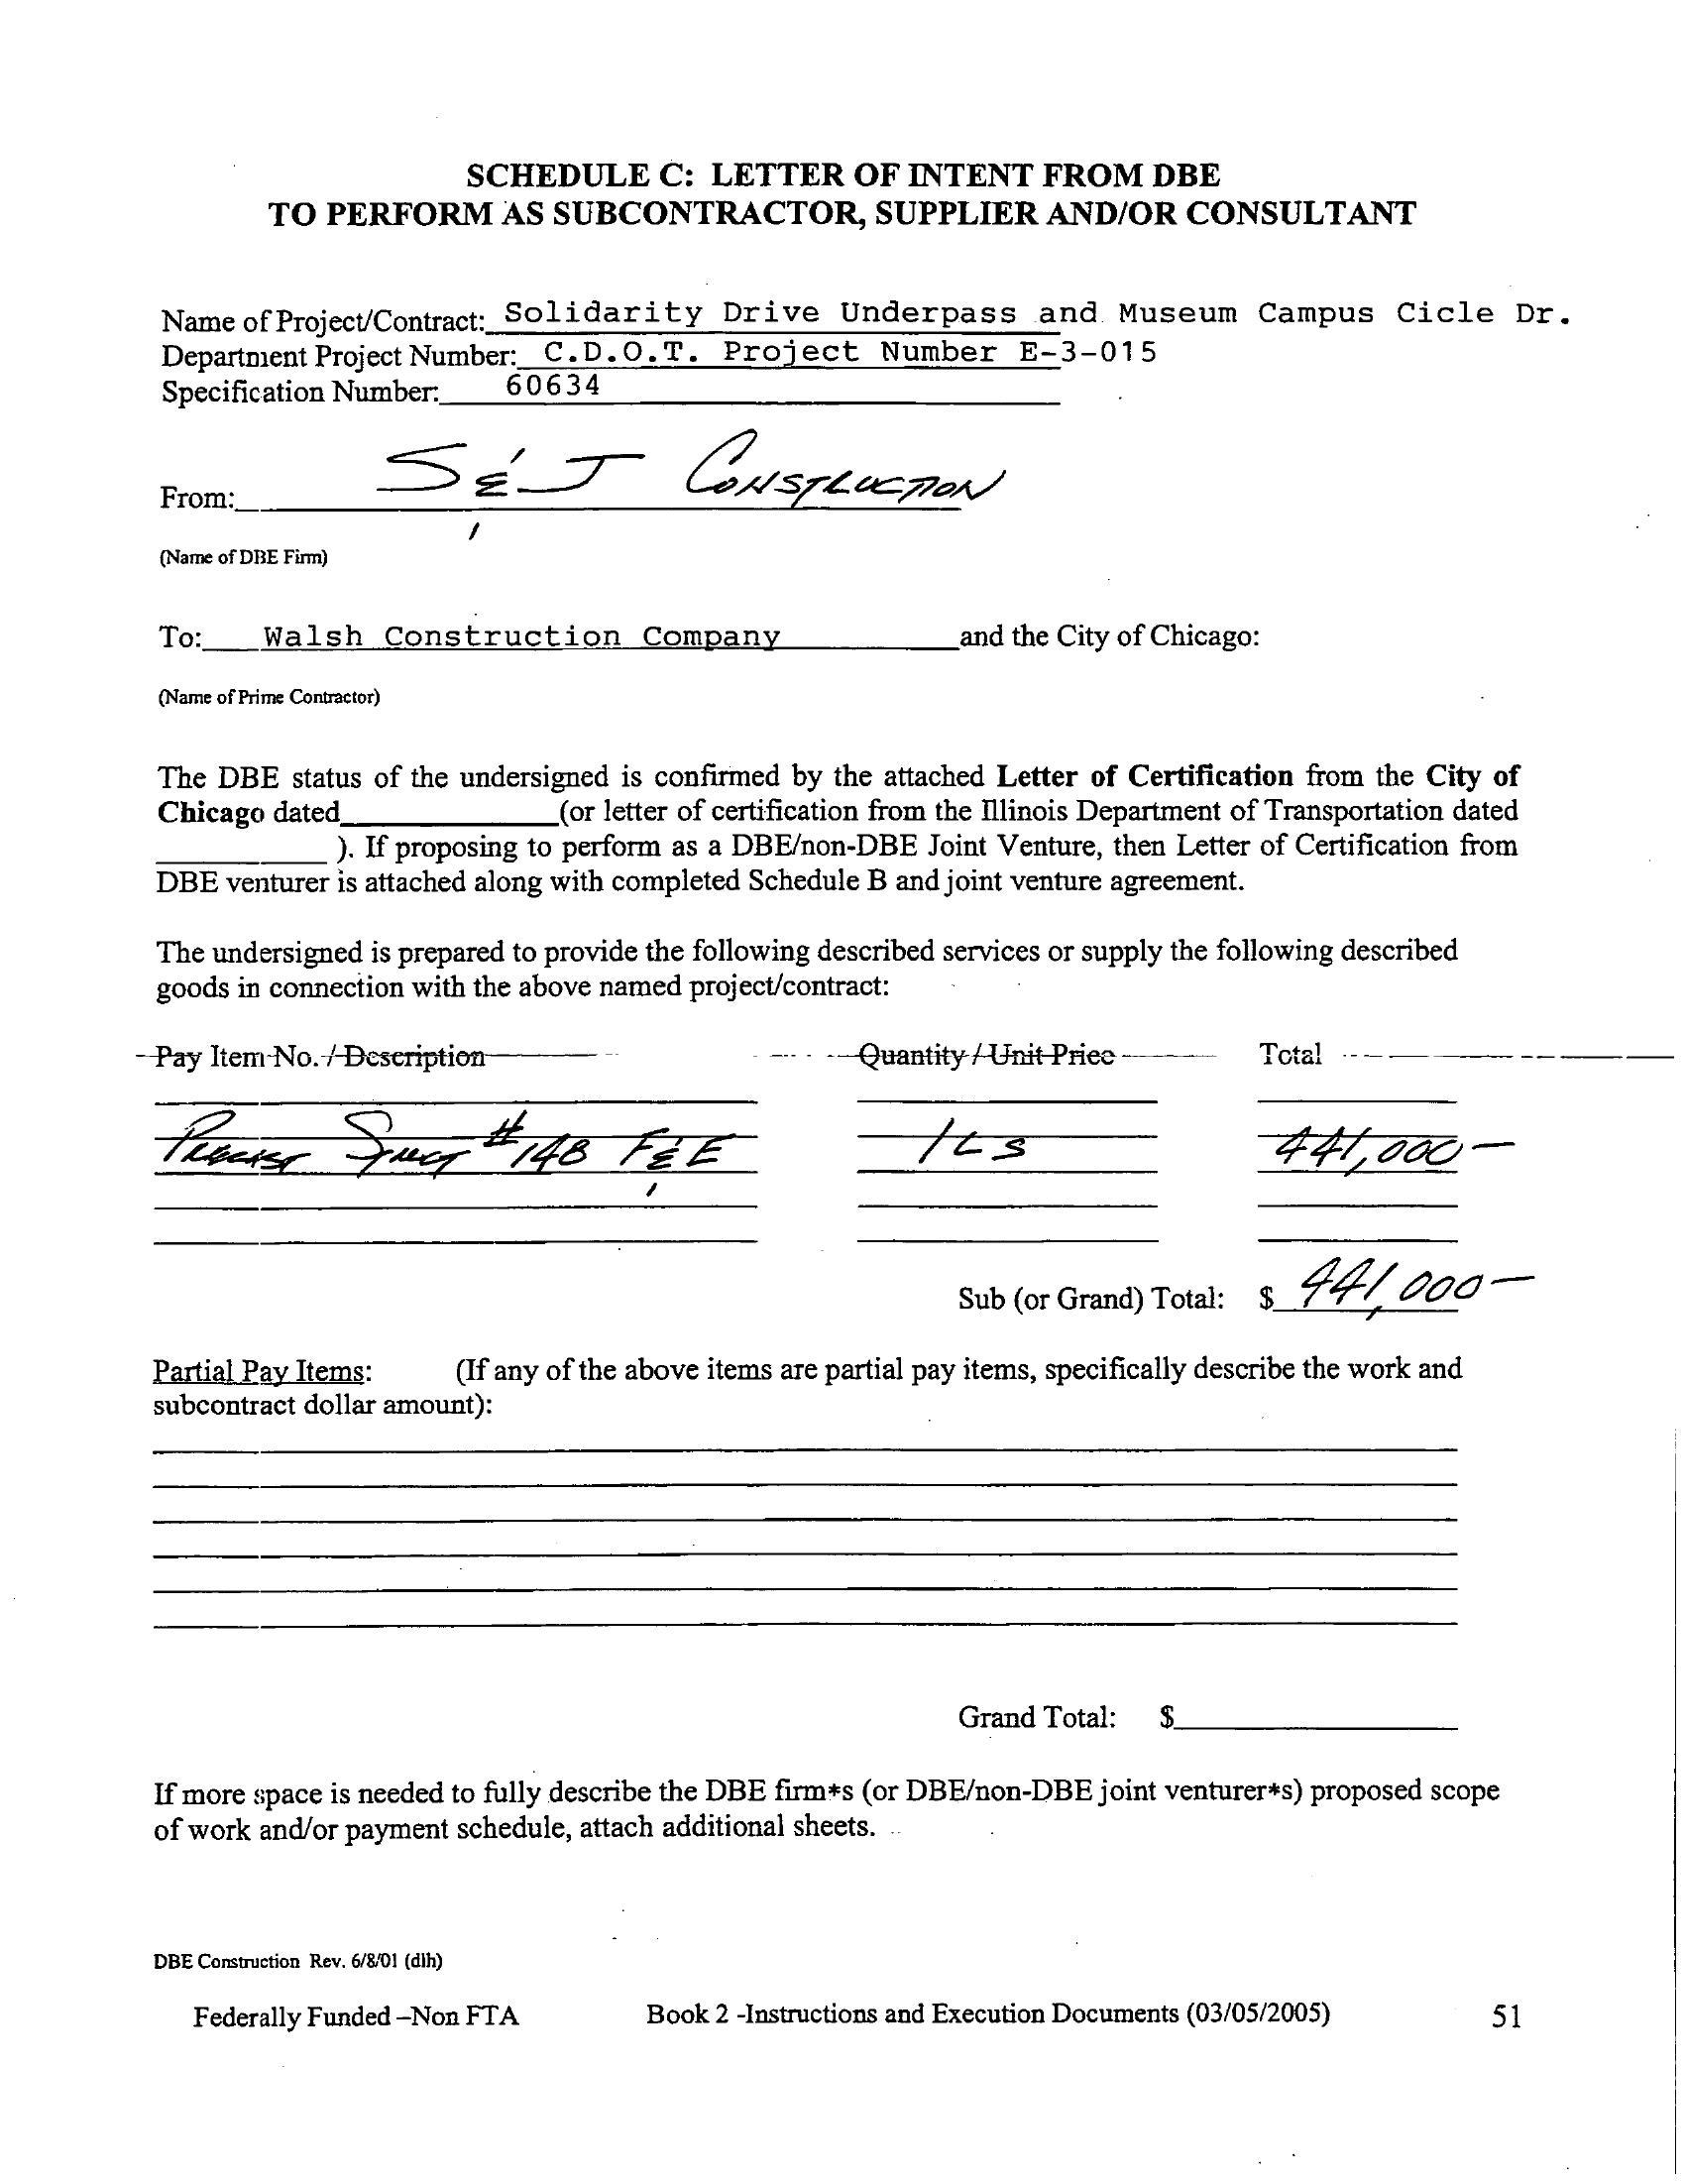 SCHEDULE C: LETTER OF INTENT FROM DBE
TO PERFORM AS SUBCONTRACTOR, SUPPLIER AND/OR CONSULTANT
Name of Project/Contract: Solidarity Drive Underpass and Museum Campus Cicle Dr.
Department Project Number: C.D.O.T. Project Number E-3-015
Specification Number: 60634
From: S & J CONSTRUCTION
(Name of DBE Firm)
To: Walsh Construction Company and the City of Chicago:
(Name of Prime Contractor)
The DBE status of the undersigned is confirmed by the attached Letter of Certification from the City of
Chicago dated (or letter of certification from the Illinois Department of Transportation dated
). If proposing to perform as a DBE/non-DBE Joint Venture, then Letter of Certification from
DBE venturer is attached along with completed Schedule B and joint venture agreement.
The undersigned is prepared to provide the following described services or supply the following described
goods in connection with the above named project/contract:
Pay Item No. / Description Quantity / Unit Price Total
#148 F & E 1 LS 441,000-
Sub (or Grand) Total: $ 441,000-
Partial Pay Items: (If any of the above items are partial pay items, specifically describe the work and
subcontract dollar amount):
Grand Total: $
If more space is needed to fully describe the DBE firm*s (or DBE/non-DBE joint venturer*s) proposed scope
of work and/or payment schedule, attach additional sheets.
DBE Construction Rev. 6/8/01 (dlh)
Federally Funded –Non FTA Book 2 -Instructions and Execution Documents (03/05/2005) 51